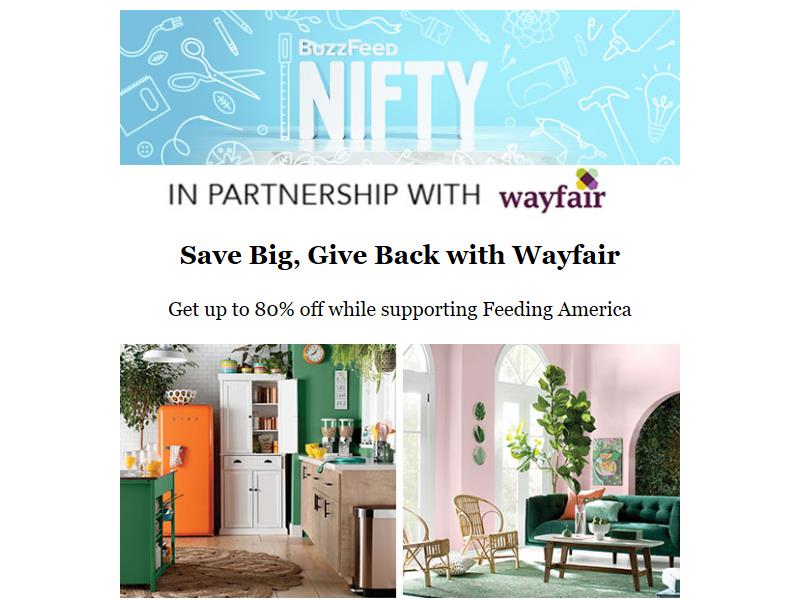 BuzzFeed
NIFTY
IN PARTNERSHIP WITH wayfair
Save Big, Give Back with Wayfair
Get up to 80% off while supporting Feeding America